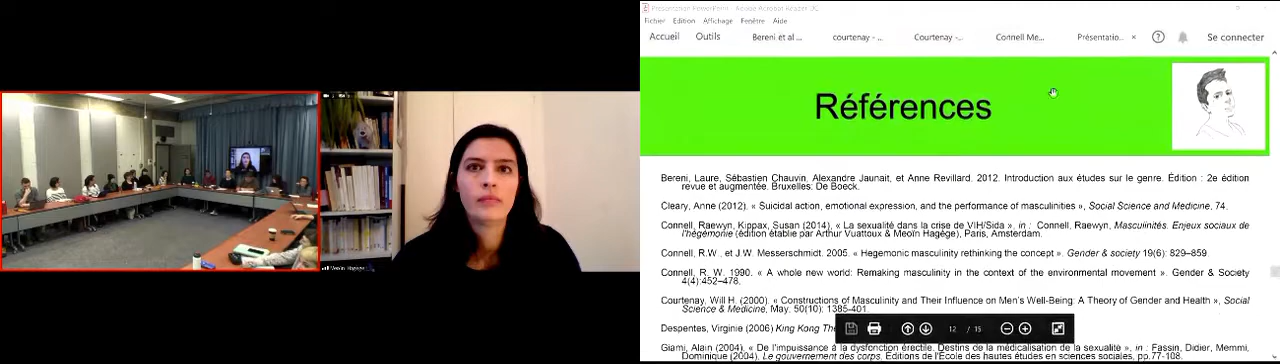 Présentation PowerPoint - Adobe Acrobat Reader DC
Fichier Edition Affichage Fenêtre Aide
Accueil Outils Bereni et al ... courtenay - ... Courtenay -... Connell Me... Présentatio... × Se connecter
Références
Bereni, Laure, Sébastien Chauvin, Alexandre Jaunait, et Anne Revillard. 2012. Introduction aux études sur le genre. Édition : 2e édition
revue et augmentée. Bruxelles: De Boeck.
Cleary, Anne (2012). « Suicidal action, emotional expression, and the performance of masculinities », Social Science and Medicine, 74.
Connell, Raewyn, Kippax, Susan (2014), « La sexualité dans la crise de VIH/Sida ». in : Connell, Raewyn, Masculinités. Enjeux sociaux de
l'hégémonie (édition établie par Arthur Vuattoux & Meoïn Hagège), Paris, Amsterdam.
Connell, R.W., et J.W. Messerschmidt. 2005. « Hegemonic masculinity rethinking the concept ». Gender & society 19(6): 829–859.
Connell, R. W. 1990. « A whole new world: Remaking masculinity in the context of the environmental movement ». Gender & Society
4(4):452–478.
Courtenay, Will H. (2000). « Constructions of Masculinity and Their Influence on Men's Well-Being: A Theory of Gender and Health », Social
Science & Medicine, May. 50(10): 1385-401.
Despentes, Virginie (2006) King Kong Thé
12 / 15
Giami, Alain (2004). « De l'impuissance à la dysfonction érectile. Destins de la médicalisation de la sexualité », in : Fassin, Didier, Memmi,
Dominique (2004), Le gouvernement des corps, Editions de l'École des hautes études en sciences sociales, pp.77-108.
Meoïn Hagège